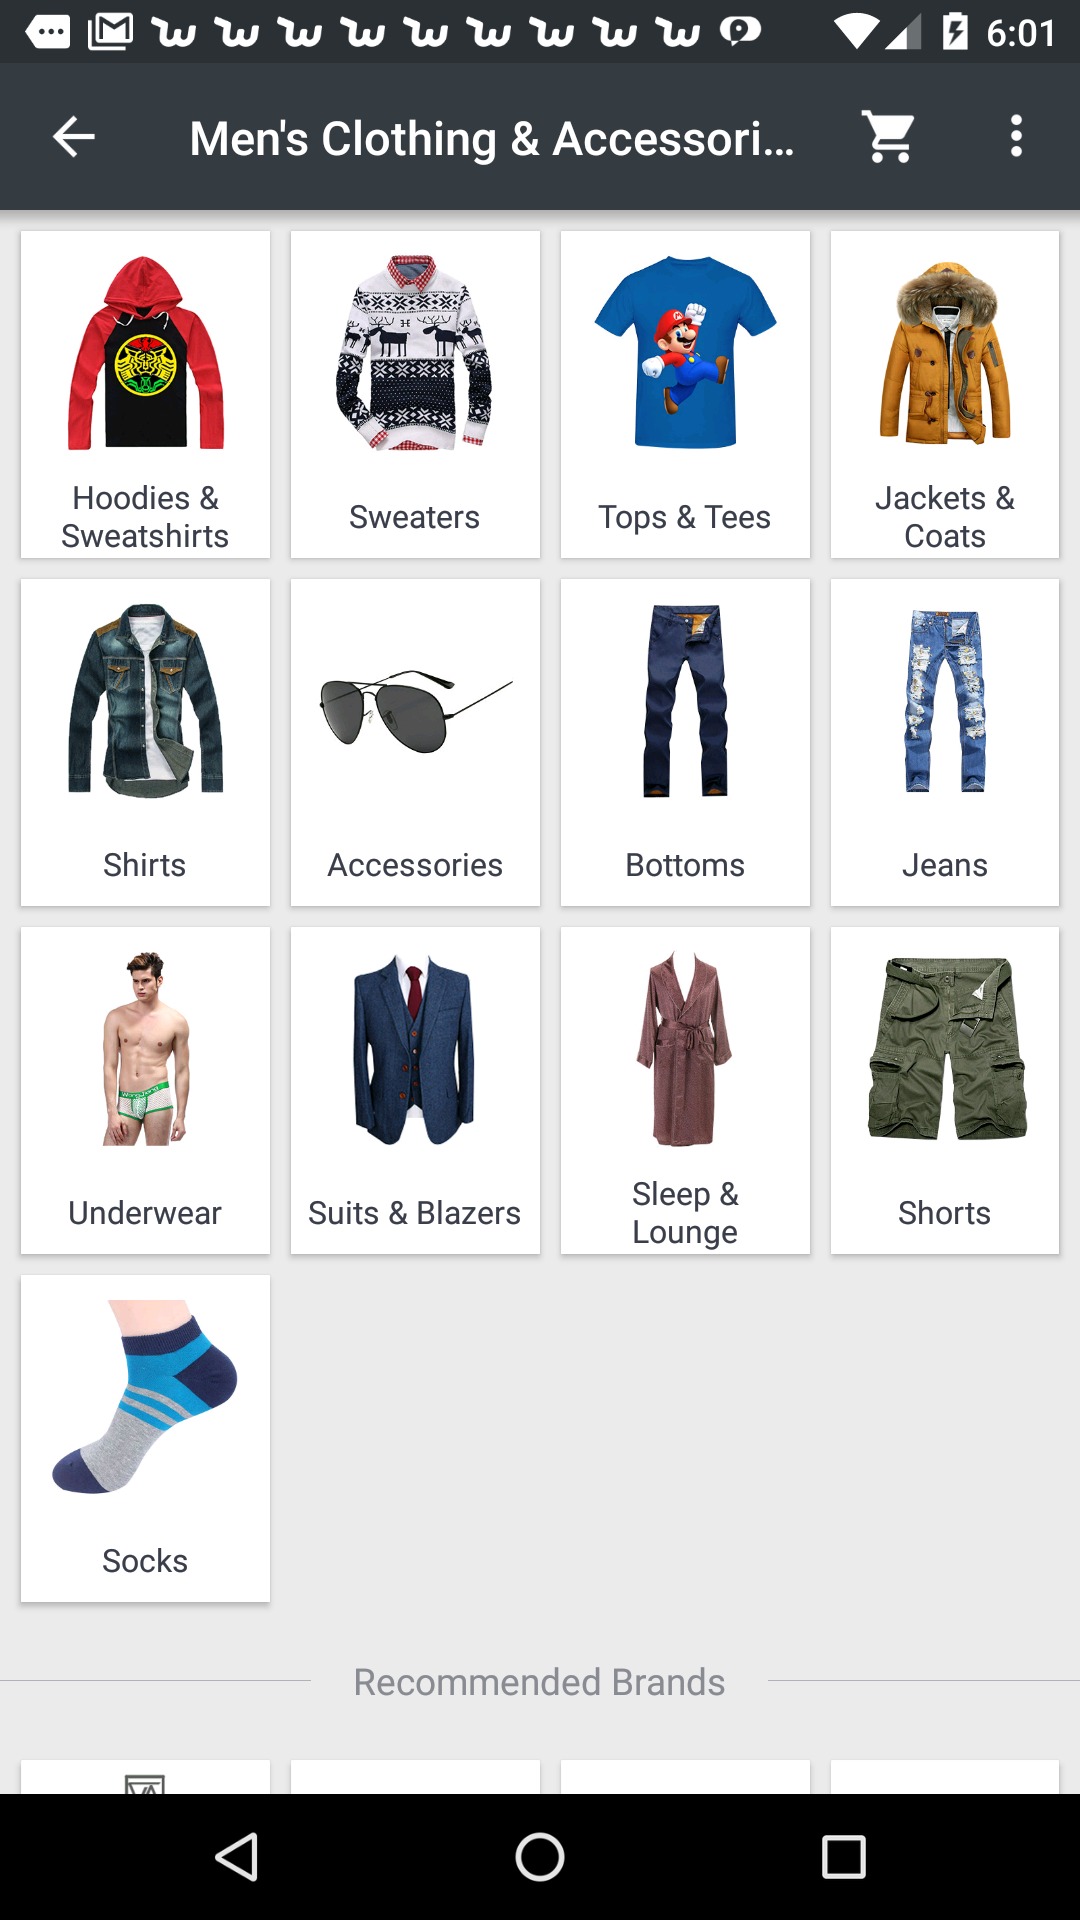 6:01
Men's Clothing & Accessori...
Hoodies &
Sweatshirts
Sweaters
Tops & Tees
Jackets &
Coats
Shirts
Accessories
Bottoms
Jeans
Underwear
Suits & Blazers
Sleep &
Lounge
Shorts
Socks
Recommended Brands